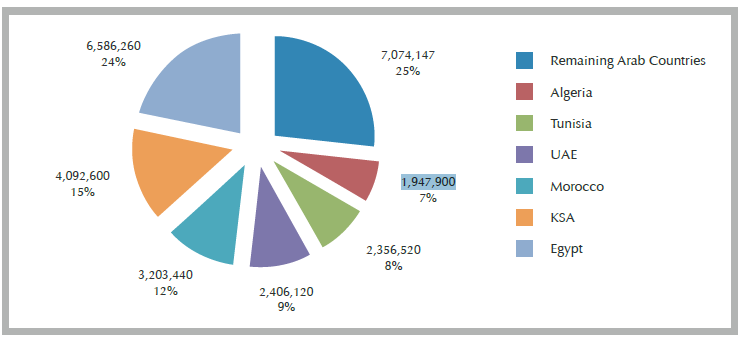 6,586,260
24%
7,074,147
25%
4,092,600
15%
1,947,900
7%
2,356,520
8%
3,203,440
12%
2,406,120
9%
Remaining Arab Countries
Algeria
Tunisia
UAE
Morocco
KSA
Egypt